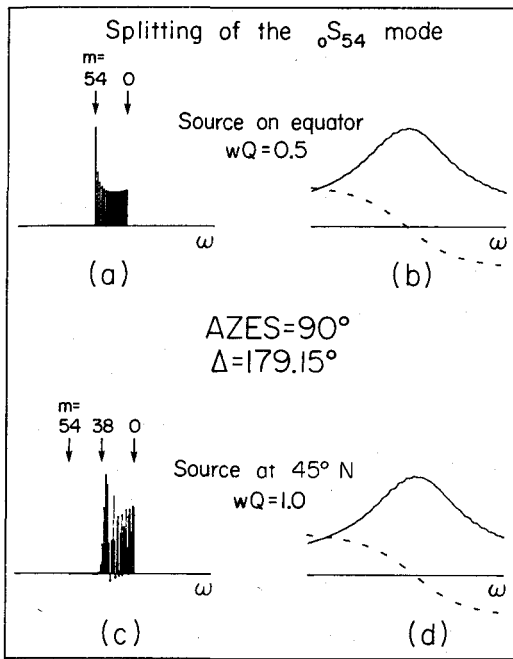 Splitting of the ₀S₅₄ mode
m=
54 0
Source on equator
wQ=0.5
ω
ω
(a)
(b)
AZES=90°
Δ=179.15°
m=
54 38 0
Source at 45° N
wQ=1.0
ω
ω
(c)
(d)